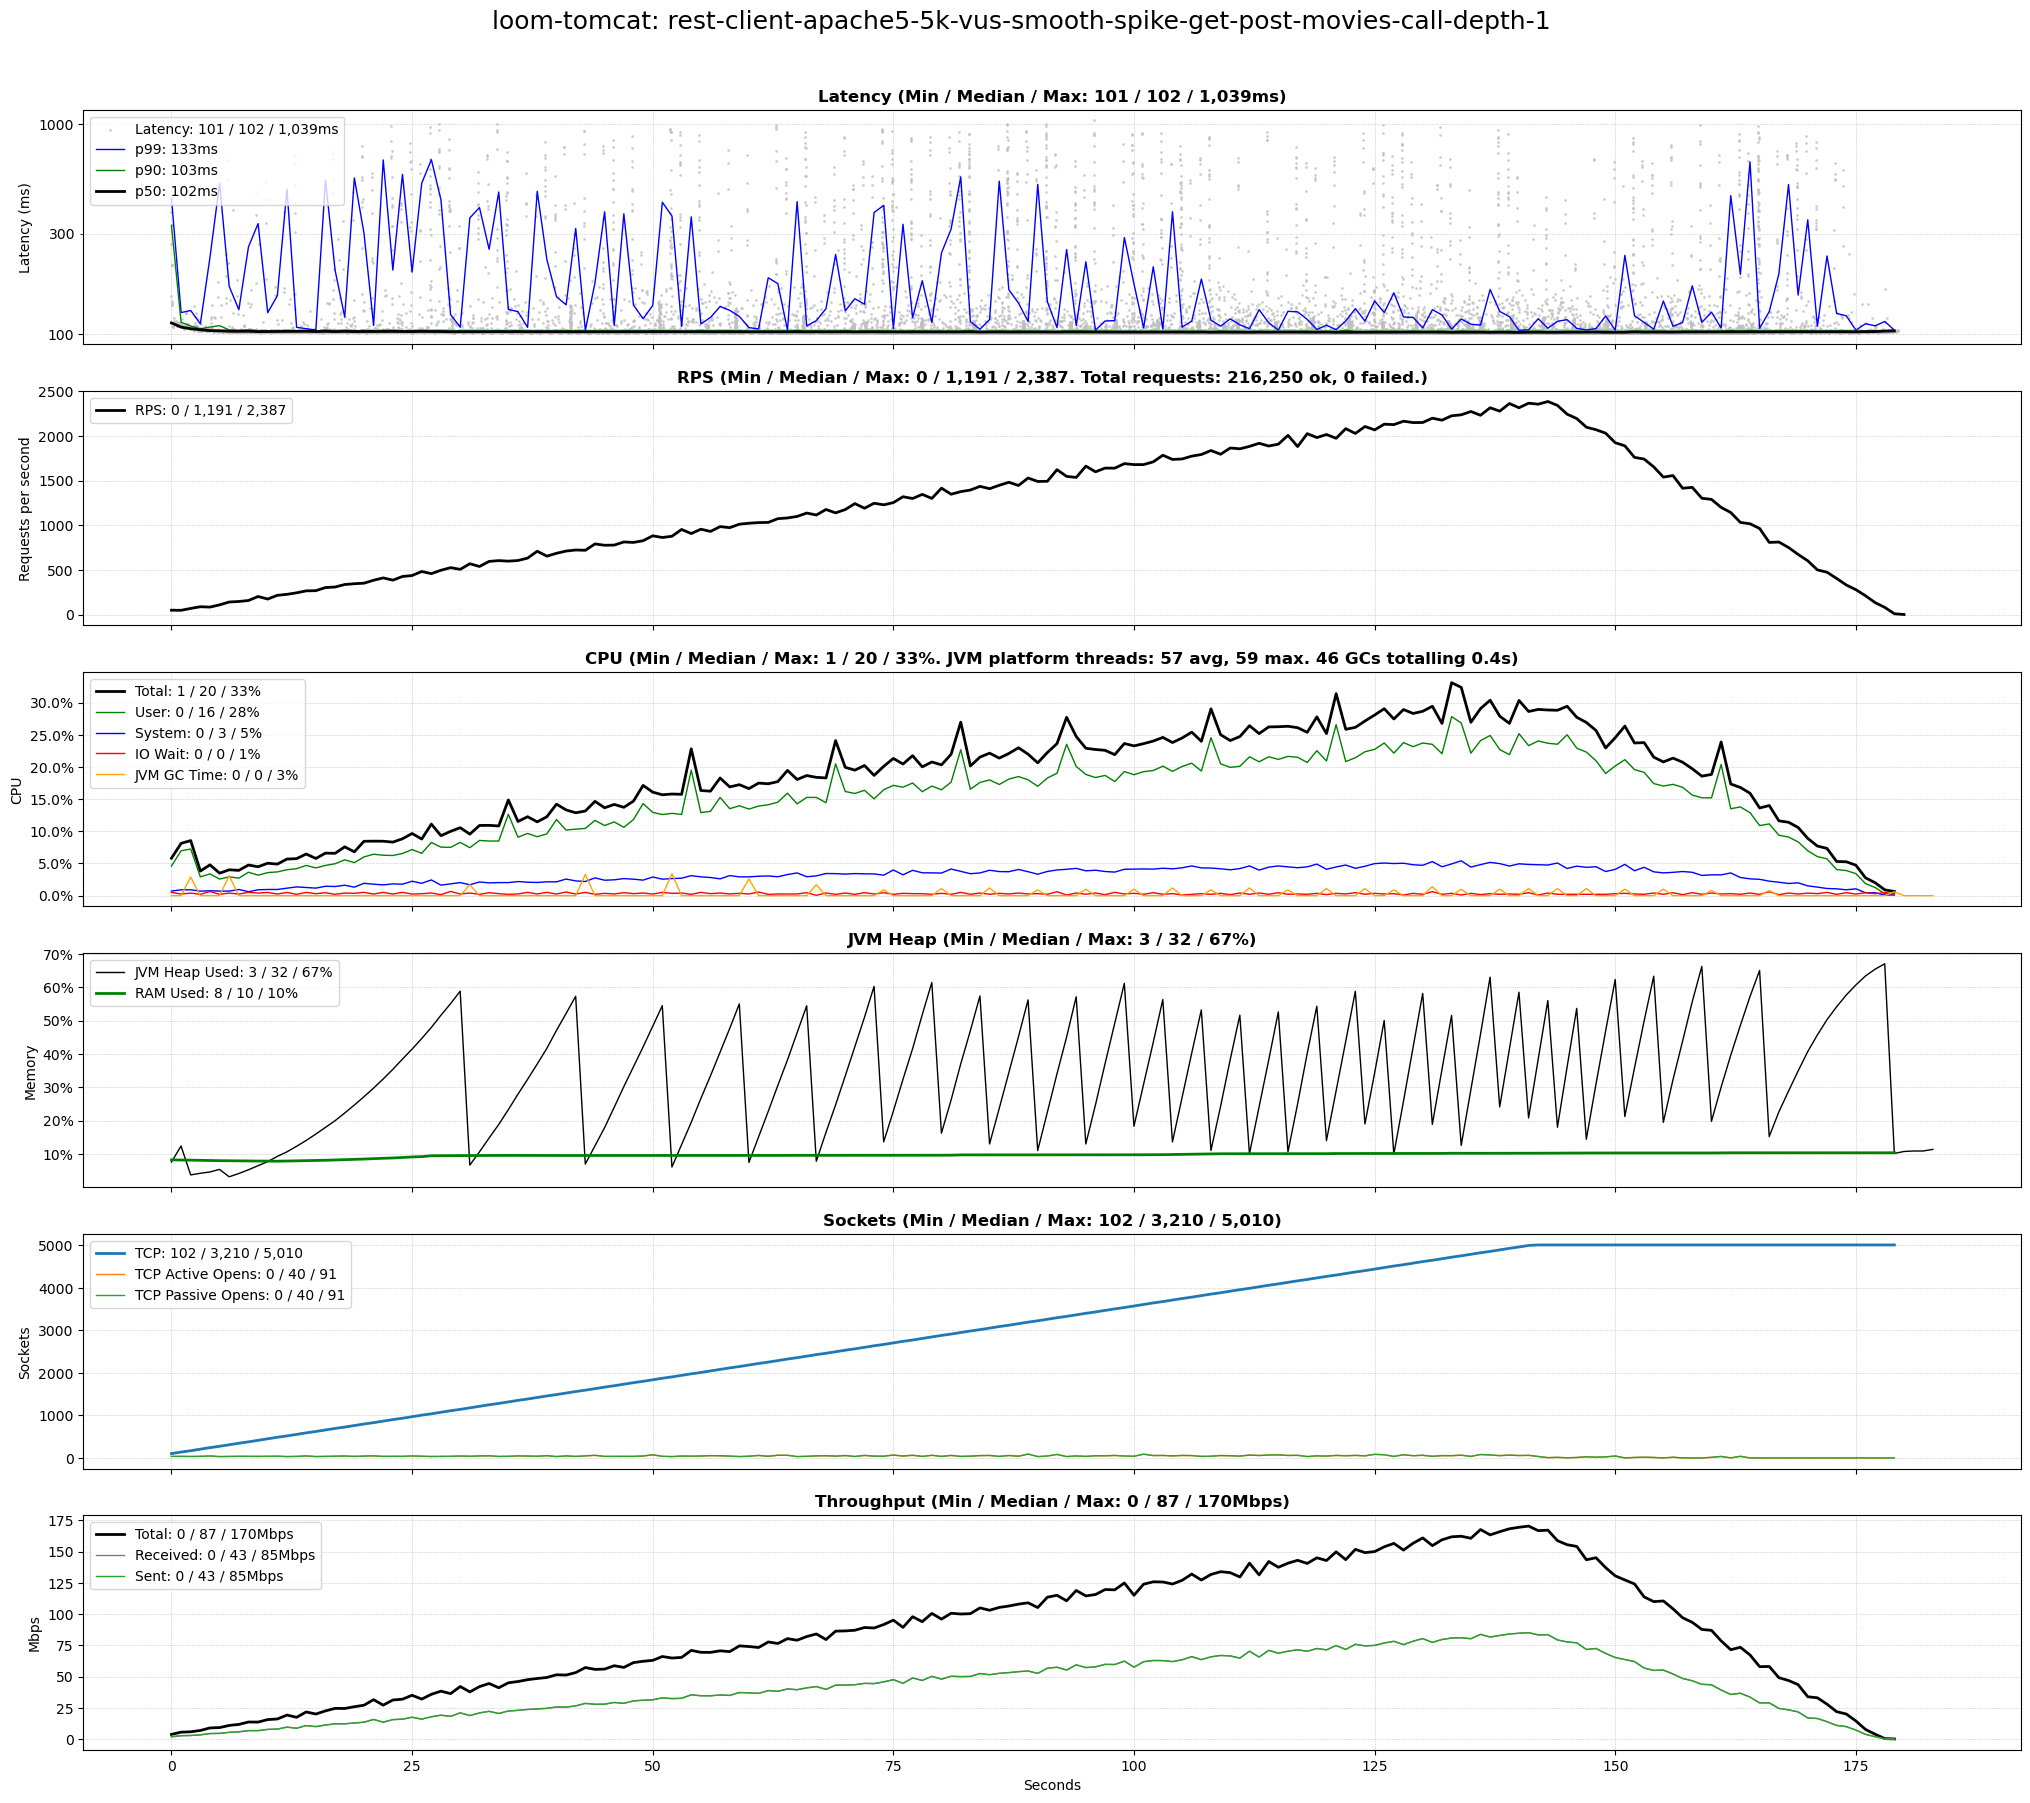 loom-tomcat: rest-client-apache5-5k-vus-smooth-spike-get-post-movies-call-depth-1
Latency (Min / Median / Max: 101 / 102 / 1,039ms)
Latency: 101 / 102 / 1,039ms
p99: 133ms
p90: 103ms
p50: 102ms
1000
300
100
Latency (ms)
RPS (Min / Median / Max: 0 / 1,191 / 2,387. Total requests: 216,250 ok, 0 failed.)
RPS: 0 / 1,191 / 2,387
2500
2000
1500
1000
500
0
Requests per second
CPU (Min / Median / Max: 1 / 20 / 33%. JVM platform threads: 57 avg, 59 max. 46 GCs totalling 0.4s)
Total: 1 / 20 / 33%
User: 0 / 16 / 28%
System: 0 / 3 / 5%
IO Wait: 0 / 0 / 1%
JVM GC Time: 0 / 0 / 3%
30.0%
25.0%
20.0%
15.0%
10.0%
5.0%
0.0%
CPU
JVM Heap (Min / Median / Max: 3 / 32 / 67%)
JVM Heap Used: 3 / 32 / 67%
RAM Used: 8 / 10 / 10%
70%
60%
50%
40%
30%
20%
10%
Memory
Sockets (Min / Median / Max: 102 / 3,210 / 5,010)
TCP: 102 / 3,210 / 5,010
TCP Active Opens: 0 / 40 / 91
TCP Passive Opens: 0 / 40 / 91
5000
4000
3000
2000
1000
0
Sockets
Throughput (Min / Median / Max: 0 / 87 / 170Mbps)
Total: 0 / 87 / 170Mbps
Received: 0 / 43 / 85Mbps
Sent: 0 / 43 / 85Mbps
175
150
125
100
75
50
25
0
Mbps
0 25 50 75 100 125 150 175
Seconds